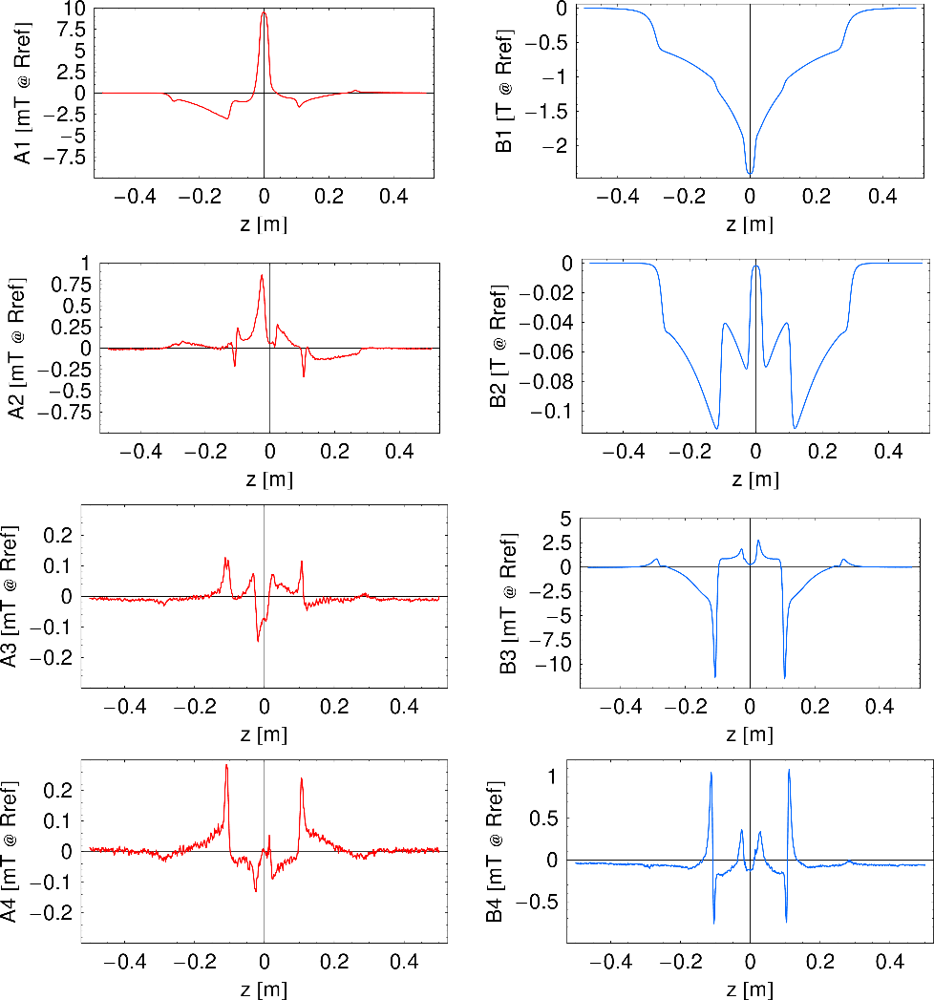 A1 [mT @ Rref]
10
7.5
5
2.5
0
−2.5
−5
−7.5
−0.4 −0.2 0 0.2 0.4
z [m]
B1 [T @ Rref]
0
−0.5
−1
−1.5
−2
−0.4 −0.2 0 0.2 0.4
z [m]
A2 [mT @ Rref]
1
0.75
0.5
0.25
0
−0.25
−0.5
−0.75
−0.4 −0.2 0 0.2 0.4
z [m]
B2 [T @ Rref]
0
−0.02
−0.04
−0.06
−0.08
−0.1
−0.4 −0.2 0 0.2 0.4
z [m]
A3 [mT @ Rref]
0.2
0.1
0
−0.1
−0.2
−0.4 −0.2 0 0.2 0.4
z [m]
B3 [mT @ Rref]
5
2.5
0
−2.5
−5
−7.5
−10
−0.4 −0.2 0 0.2 0.4
z [m]
A4 [mT @ Rref]
0.2
0.1
0
−0.1
−0.2
−0.4 −0.2 0 0.2 0.4
z [m]
B4 [mT @ Rref]
1
0.5
0
−0.5
−0.4 −0.2 0 0.2 0.4
z [m]